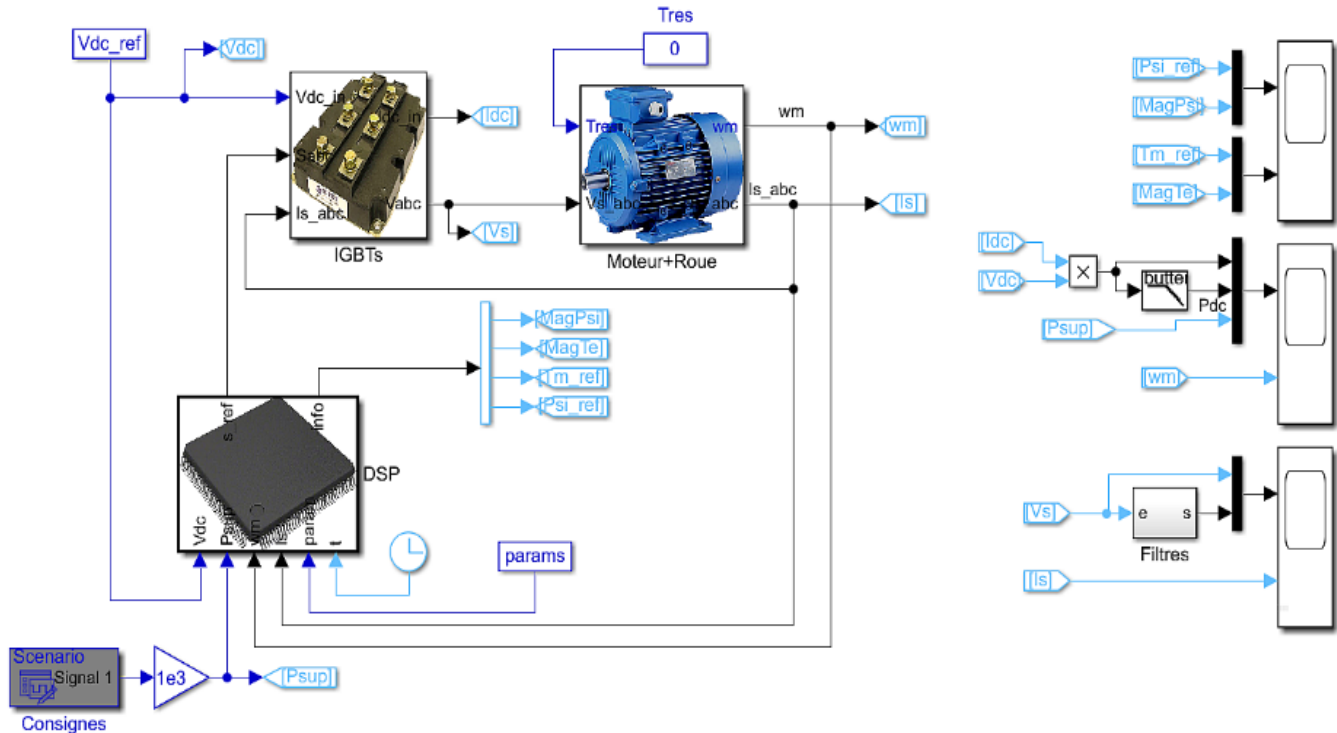 Tres
0
Vdc_ref
[Vdc]
Vdc_in
Idc_in
[Idc]
Is_abc
Vabc
[Vs]
IGBTs
Tres
wm
wm
[wm]
Vs_abc
Is_abc
[Is]
Moteur+Roue
[Psi_ref]
[MagPsi]
[Tm_ref]
[MagTe]
[Idc]
[Vdc]
×
butter
Pdc
[Psup]
[wm]
[MagPsi]
[MagTe]
[Tm_ref]
[Psi_ref]
s_ref
info
DSP
Vdc
Psup
wm
Is
param
t
params
[Vs]
e
s
Filtres
[Is]
Scenario
Signal 1
1e3
[Psup]
Consignes